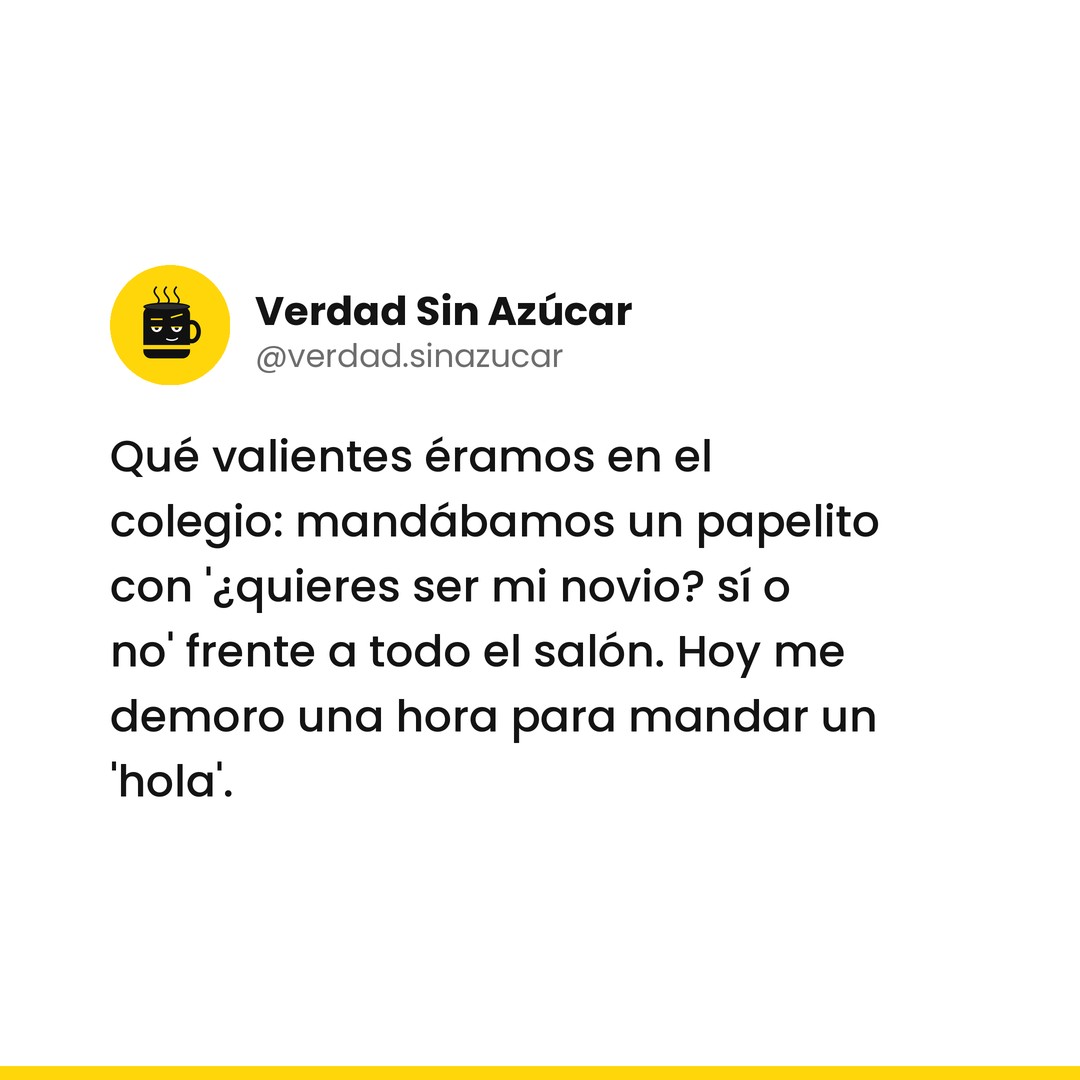 Verdad Sin Azúcar
@verdad.sinazucar
Qué valientes éramos en el
colegio: mandábamos un papelito
con '¿quieres ser mi novio? sí o
no' frente a todo el salón. Hoy me
demoro una hora para mandar un
'hola'.